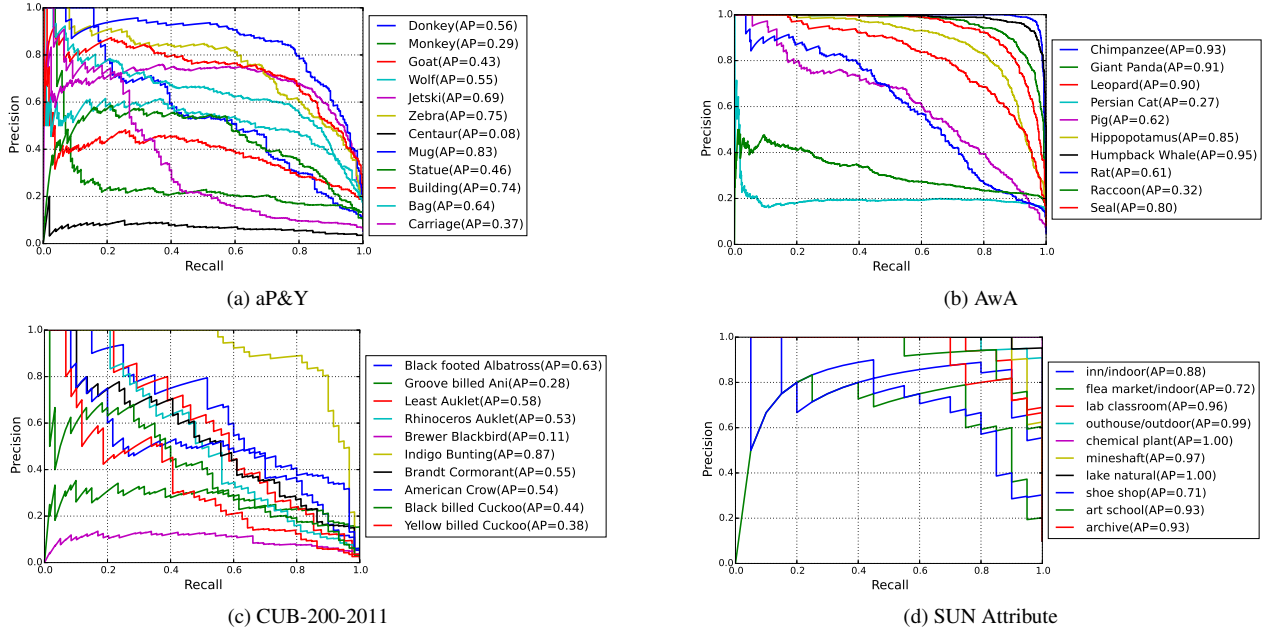 1.0
0.8
0.6
0.4
0.2
0.0
0.0 0.2 0.4 0.6 0.8 1.0
Precision
Recall
Donkey(AP=0.56)
Monkey(AP=0.29)
Goat(AP=0.43)
Wolf(AP=0.55)
Jetski(AP=0.69)
Zebra(AP=0.75)
Centaur(AP=0.08)
Mug(AP=0.83)
Statue(AP=0.46)
Building(AP=0.74)
Bag(AP=0.64)
Carriage(AP=0.37)
(a) aP&Y
1.0
0.8
0.6
0.4
0.2
0.0
0.0 0.2 0.4 0.6 0.8 1.0
Precision
Recall
Chimpanzee(AP=0.93)
Giant Panda(AP=0.91)
Leopard(AP=0.90)
Persian Cat(AP=0.27)
Pig(AP=0.62)
Hippopotamus(AP=0.85)
Humpback Whale(AP=0.95)
Rat(AP=0.61)
Raccoon(AP=0.32)
Seal(AP=0.80)
(b) AwA
1.0
0.8
0.6
0.4
0.2
0.0
0.0 0.2 0.4 0.6 0.8 1.0
Precision
Recall
Black footed Albatross(AP=0.63)
Groove billed Ani(AP=0.28)
Least Auklet(AP=0.58)
Rhinoceros Auklet(AP=0.53)
Brewer Blackbird(AP=0.11)
Indigo Bunting(AP=0.87)
Brandt Cormorant(AP=0.55)
American Crow(AP=0.54)
Black billed Cuckoo(AP=0.44)
Yellow billed Cuckoo(AP=0.38)
(c) CUB-200-2011
1.0
0.8
0.6
0.4
0.2
0.0
0.0 0.2 0.4 0.6 0.8 1.0
Precision
Recall
inn/indoor(AP=0.88)
flea market/indoor(AP=0.72)
lab classroom(AP=0.96)
outhouse/outdoor(AP=0.99)
chemical plant(AP=1.00)
mineshaft(AP=0.97)
lake natural(AP=1.00)
shoe shop(AP=0.71)
art school(AP=0.93)
archive(AP=0.93)
(d) SUN Attribute